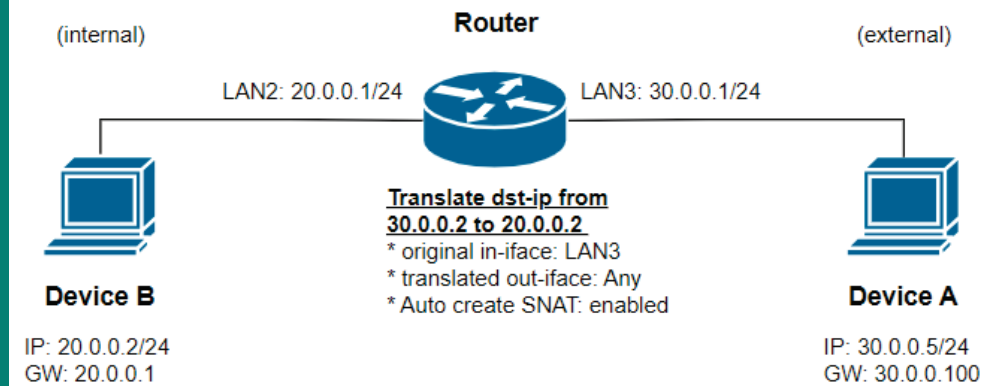 Router
(internal)
(external)
LAN2: 20.0.0.1/24
LAN3: 30.0.0.1/24
Translate dst-ip from
30.0.0.2 to 20.0.0.2
* original in-iface: LAN3
* translated out-iface: Any
* Auto create SNAT: enabled
Device B
IP: 20.0.0.2/24
GW: 20.0.0.1
Device A
IP: 30.0.0.5/24
GW: 30.0.0.100